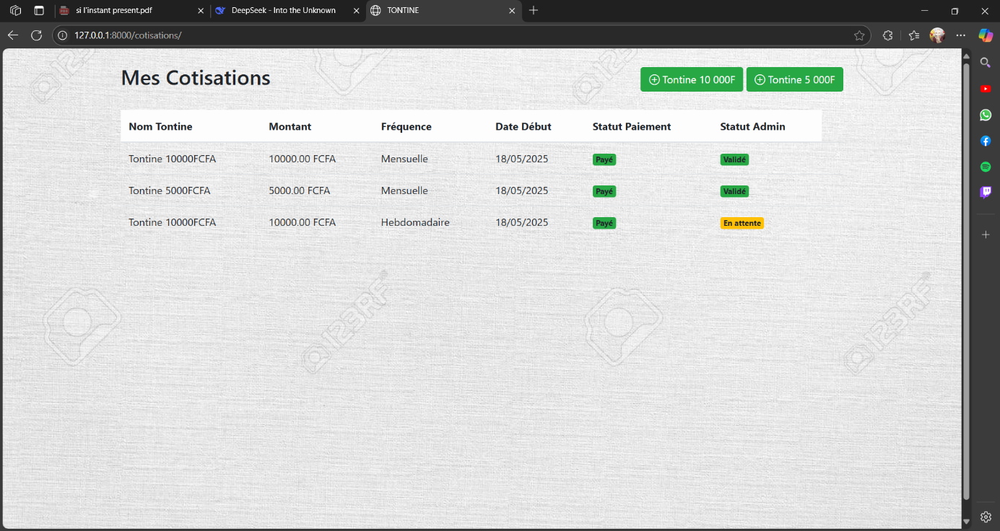 si l'instant present.pdf
DeepSeek - Into the Unknown
TONTINE
127.0.0.1:8000/cotisations/
Mes Cotisations
Tontine 10 000F
Tontine 5 000F
Nom Tontine Montant Fréquence Date Début Statut Paiement Statut Admin
Tontine 10000FCFA 10000.00 FCFA Mensuelle 18/05/2025 Payé Validé
Tontine 5000FCFA 5000.00 FCFA Mensuelle 18/05/2025 Payé Validé
Tontine 10000FCFA 10000.00 FCFA Hebdomadaire 18/05/2025 Payé En attente
123RF
123RF